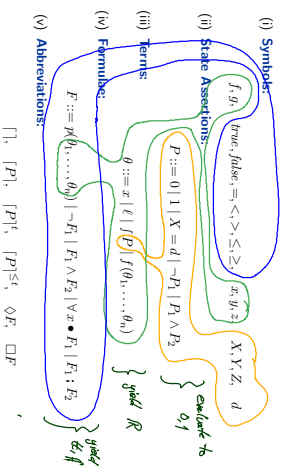 (i) Symbols:
f, g, true, false, =, <, >, ≤, ≥, x, y, z, X, Y, Z, d
(ii) State Assertions:
P ::= 0 | 1 | X = d | ¬P₁ | P₁ ∧ P₂
evaluate to 0,1
(iii) Terms:
θ ::= x | ℓ | ∫P | f(θ₁, . . . , θₙ)
yield ℝ
(iv) Formulae:
F ::= p(θ₁, . . . , θₙ) | ¬F₁ | F₁ ∧ F₂ | ∀ x • F₁ | F₁ ; F₂
yield tt, ff
(v) Abbreviations:
⌈⌉, ⌈P⌉, ⌈P⌉ᵗ, ⌈P⌉≤ᵗ, ◇F, □F